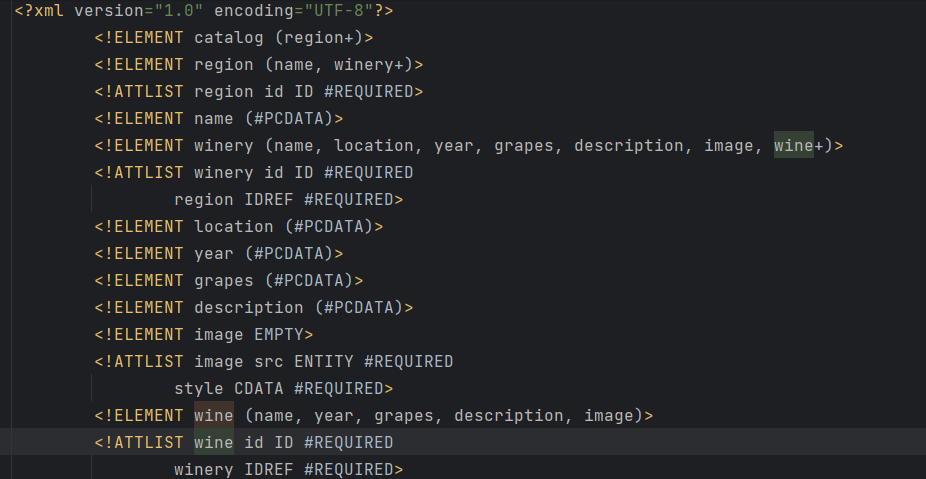 <?xml version="1.0" encoding="UTF-8"?>
<!ELEMENT catalog (region+)>
<!ELEMENT region (name, winery+)>
<!ATTLIST region id ID #REQUIRED>
<!ELEMENT name (#PCDATA)>
<!ELEMENT winery (name, location, year, grapes, description, image, wine+)>
<!ATTLIST winery id ID #REQUIRED
region IDREF #REQUIRED>
<!ELEMENT location (#PCDATA)>
<!ELEMENT year (#PCDATA)>
<!ELEMENT grapes (#PCDATA)>
<!ELEMENT description (#PCDATA)>
<!ELEMENT image EMPTY>
<!ATTLIST image src ENTITY #REQUIRED
style CDATA #REQUIRED>
<!ELEMENT wine (name, year, grapes, description, image)>
<!ATTLIST wine id ID #REQUIRED
winery IDREF #REQUIRED>